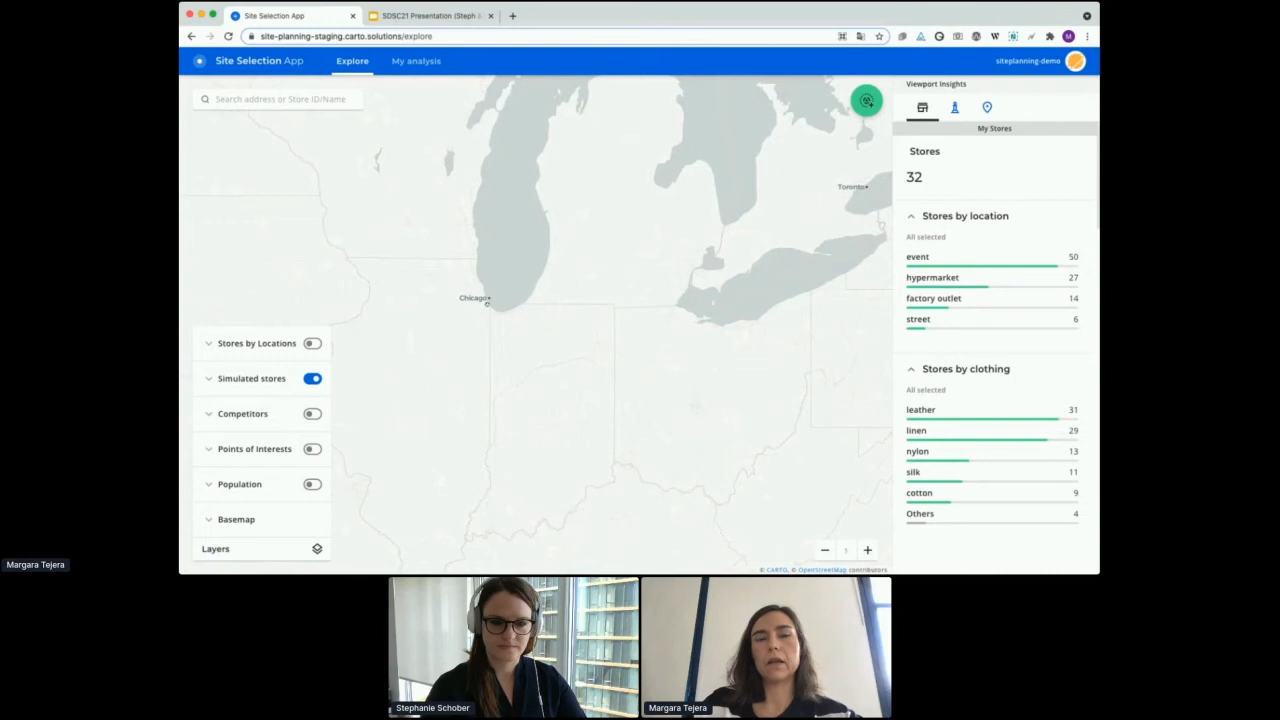 Site Selection App
SDSC21 Presentation (Steph &
site-planning-staging.carto.solutions/explore
Site Selection App
Explore
My analysis
siteplanning-demo
Search address or Store ID/Name
Viewport Insights
My Stores
Stores
32
Stores by location
All selected
event 50
hypermarket 27
factory outlet 14
street 6
Stores by clothing
All selected
leather 31
linen 29
nylon 13
silk 11
cotton 9
Others 4
Toronto
Chicago
Stores by Locations
Simulated stores
Competitors
Points of Interests
Population
Basemap
Layers
© CARTO, © OpenStreetMap contributors
Margara Tejera
Stephanie Schober
Margara Tejera